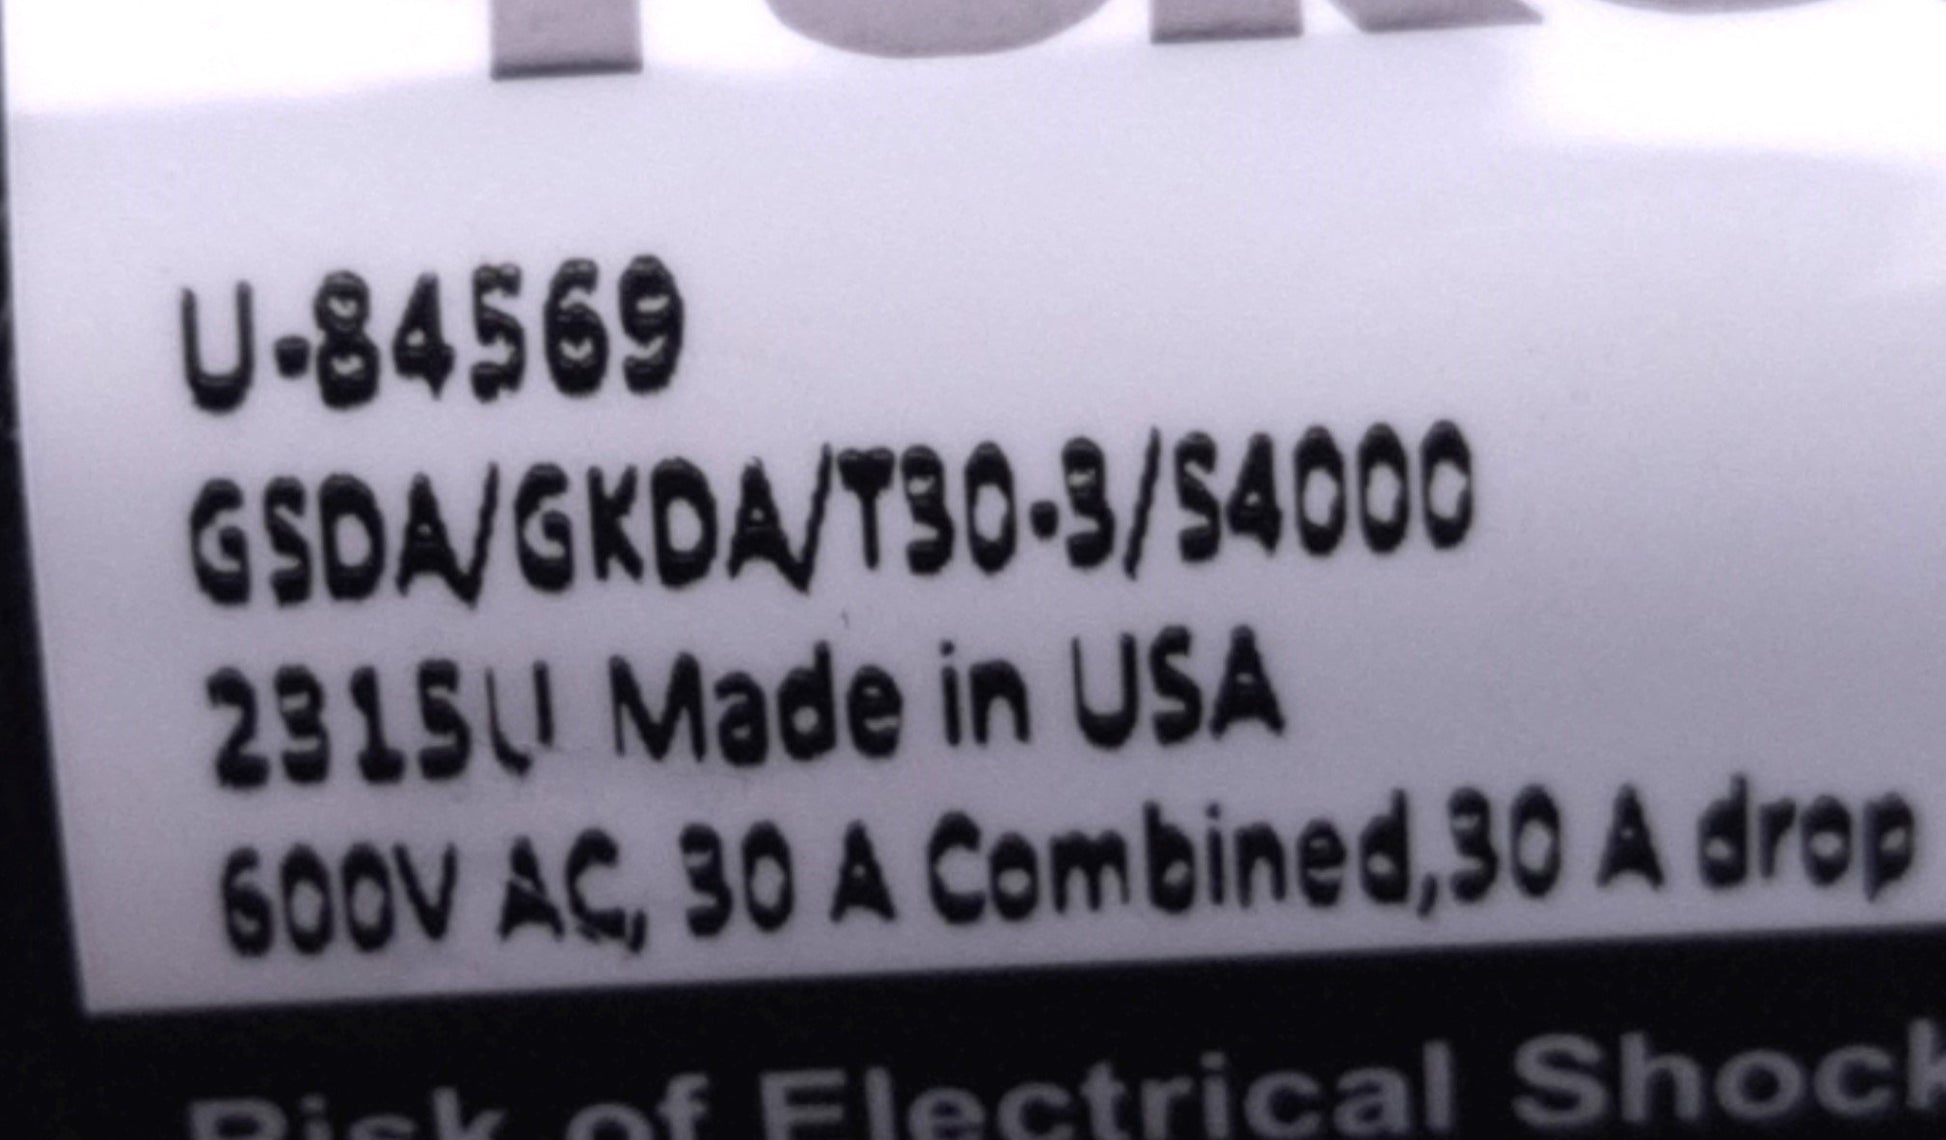 U-84569
GSDA/GKDA/T30-3/S4000
2315U Made in USA
600V AC, 30 A Combined,30 A drop
Risk of Electrical Shock